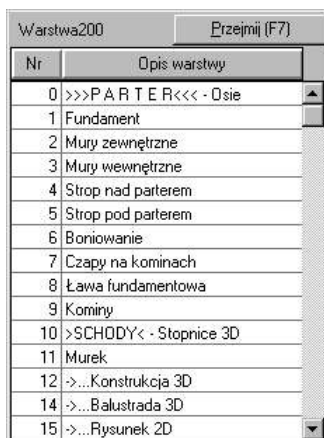 Warstwa200 Przejmij (F7)
Nr Opis warstwy
0 >>>P A R T E R<<< - Osie
1 Fundament
2 Mury zewnętrzne
3 Mury wewnętrzne
4 Strop nad parterem
5 Strop pod parterem
6 Boniowanie
7 Czapy na kominach
8 Ława fundamentowa
9 Kominy
10 >SCHODY< - Stopnice 3D
11 Murek
12 ->...Konstrukcja 3D
14 ->...Balustrada 3D
15 ->...Rysunek 2D